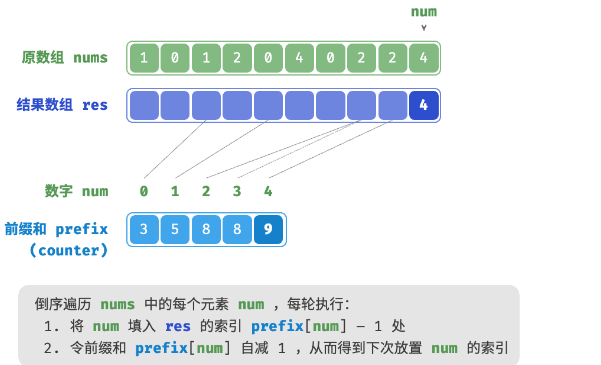 num
原数组 nums 1 0 1 2 0 4 0 2 2 4
结果数组 res 4
数字 num 0 1 2 3 4
前缀和 prefix 3 5 8 8 9
(counter)
倒序遍历 nums 中的每个元素 num ，每轮执行：
1. 将 num 填入 res 的索引 prefix[num] – 1 处
2. 令前缀和 prefix[num] 自减 1 ，从而得到下次放置 num 的索引